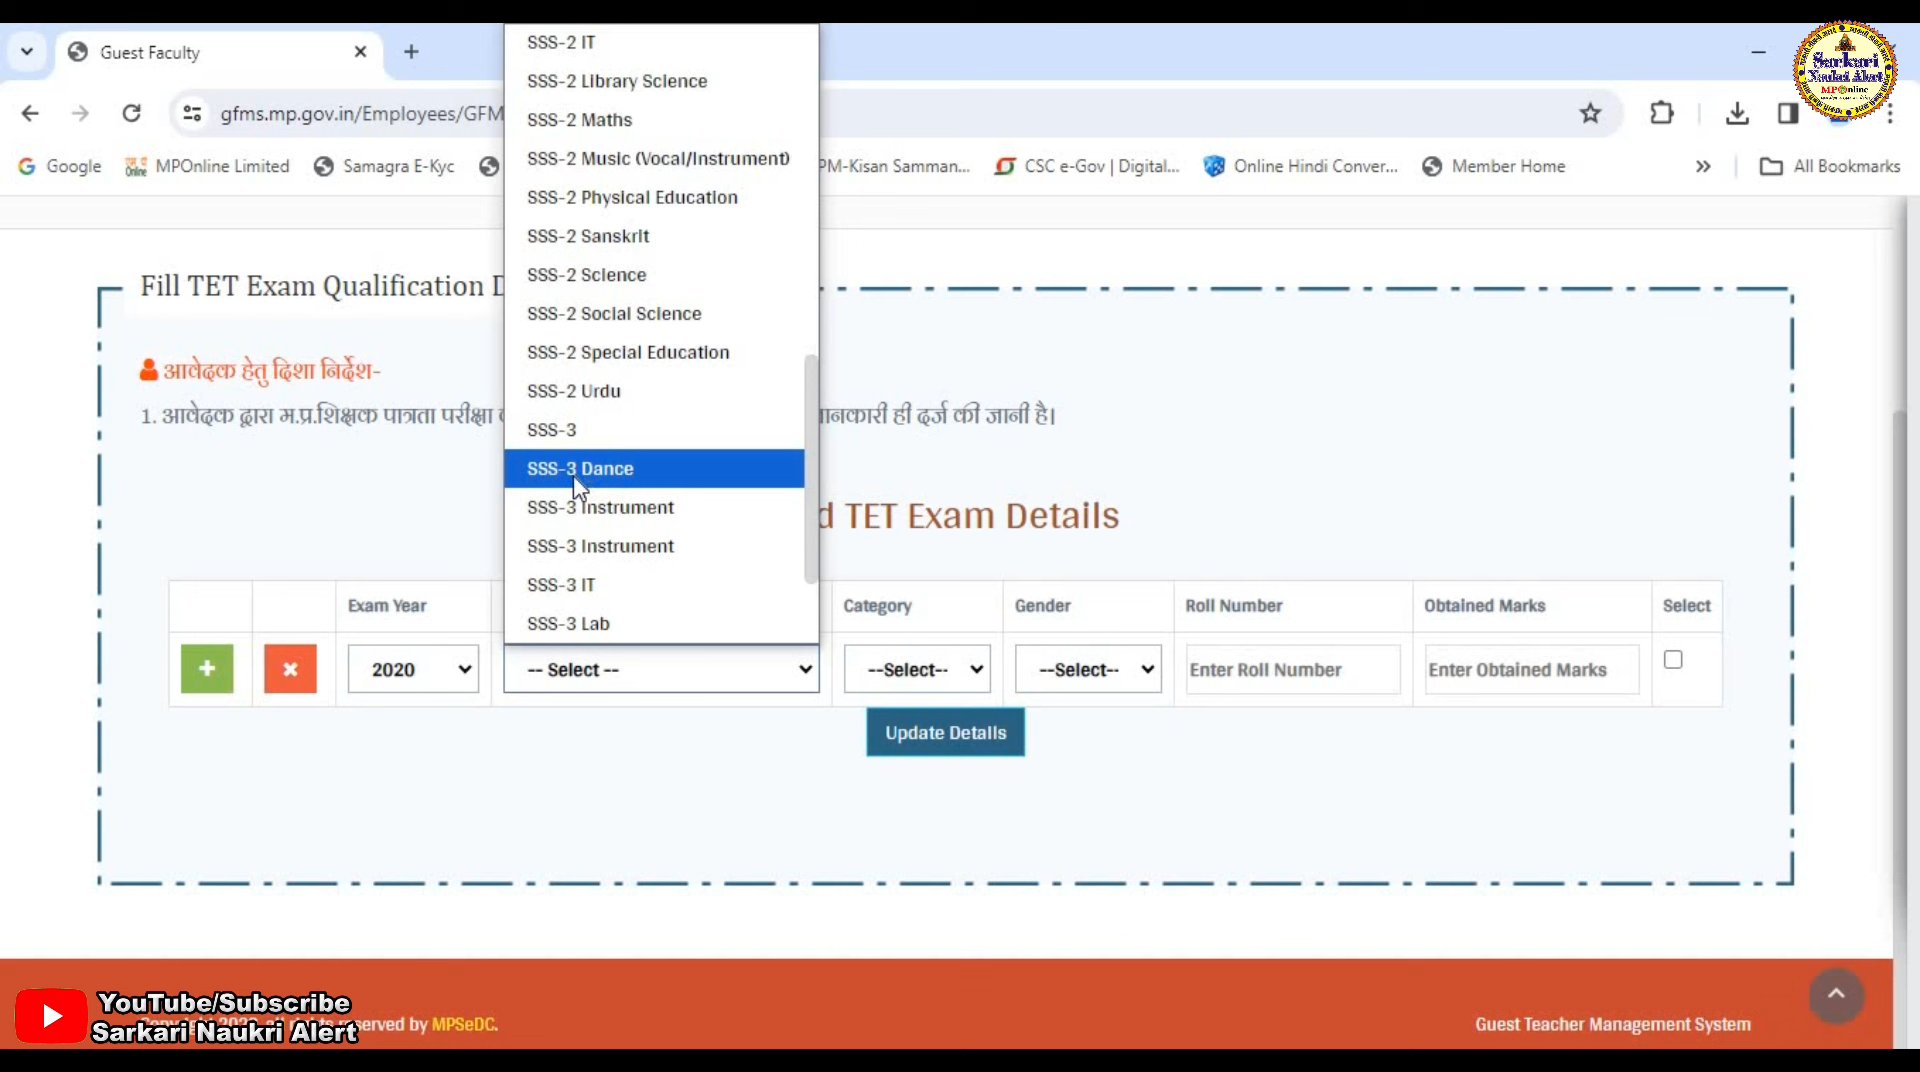 Guest Faculty
gfms.mp.gov.in/Employees/GFM
Google
MPOnline Limited
Samagra E-Kyc
PM-Kisan Samman...
CSC e-Gov | Digital...
Online Hindi Conver...
Member Home
All Bookmarks
Sarkari
Naukri Alert
MPOnline
SSS-2 IT
SSS-2 Library Science
SSS-2 Maths
SSS-2 Music (Vocal/Instrument)
SSS-2 Physical Education
SSS-2 Sanskrit
SSS-2 Science
SSS-2 Social Science
SSS-2 Special Education
SSS-2 Urdu
SSS-3
SSS-3 Dance
SSS-3 Instrument
SSS-3 Instrument
SSS-3 IT
SSS-3 Lab
Fill TET Exam Qualification D
आवेदक हेतु दिशा निर्देश-
1. आवेदक द्वारा म.प्र.शिक्षक पात्रता परीक्षा
ानकारी ही दर्ज की जानी है।
d TET Exam Details
Exam Year
Category
Gender
Roll Number
Obtained Marks
Select
2020
-- Select --
--Select--
--Select--
Enter Roll Number
Enter Obtained Marks
Update Details
YouTube/Subscribe
Sarkari Naukri Alert
reserved by MPSeDC.
Guest Teacher Management System